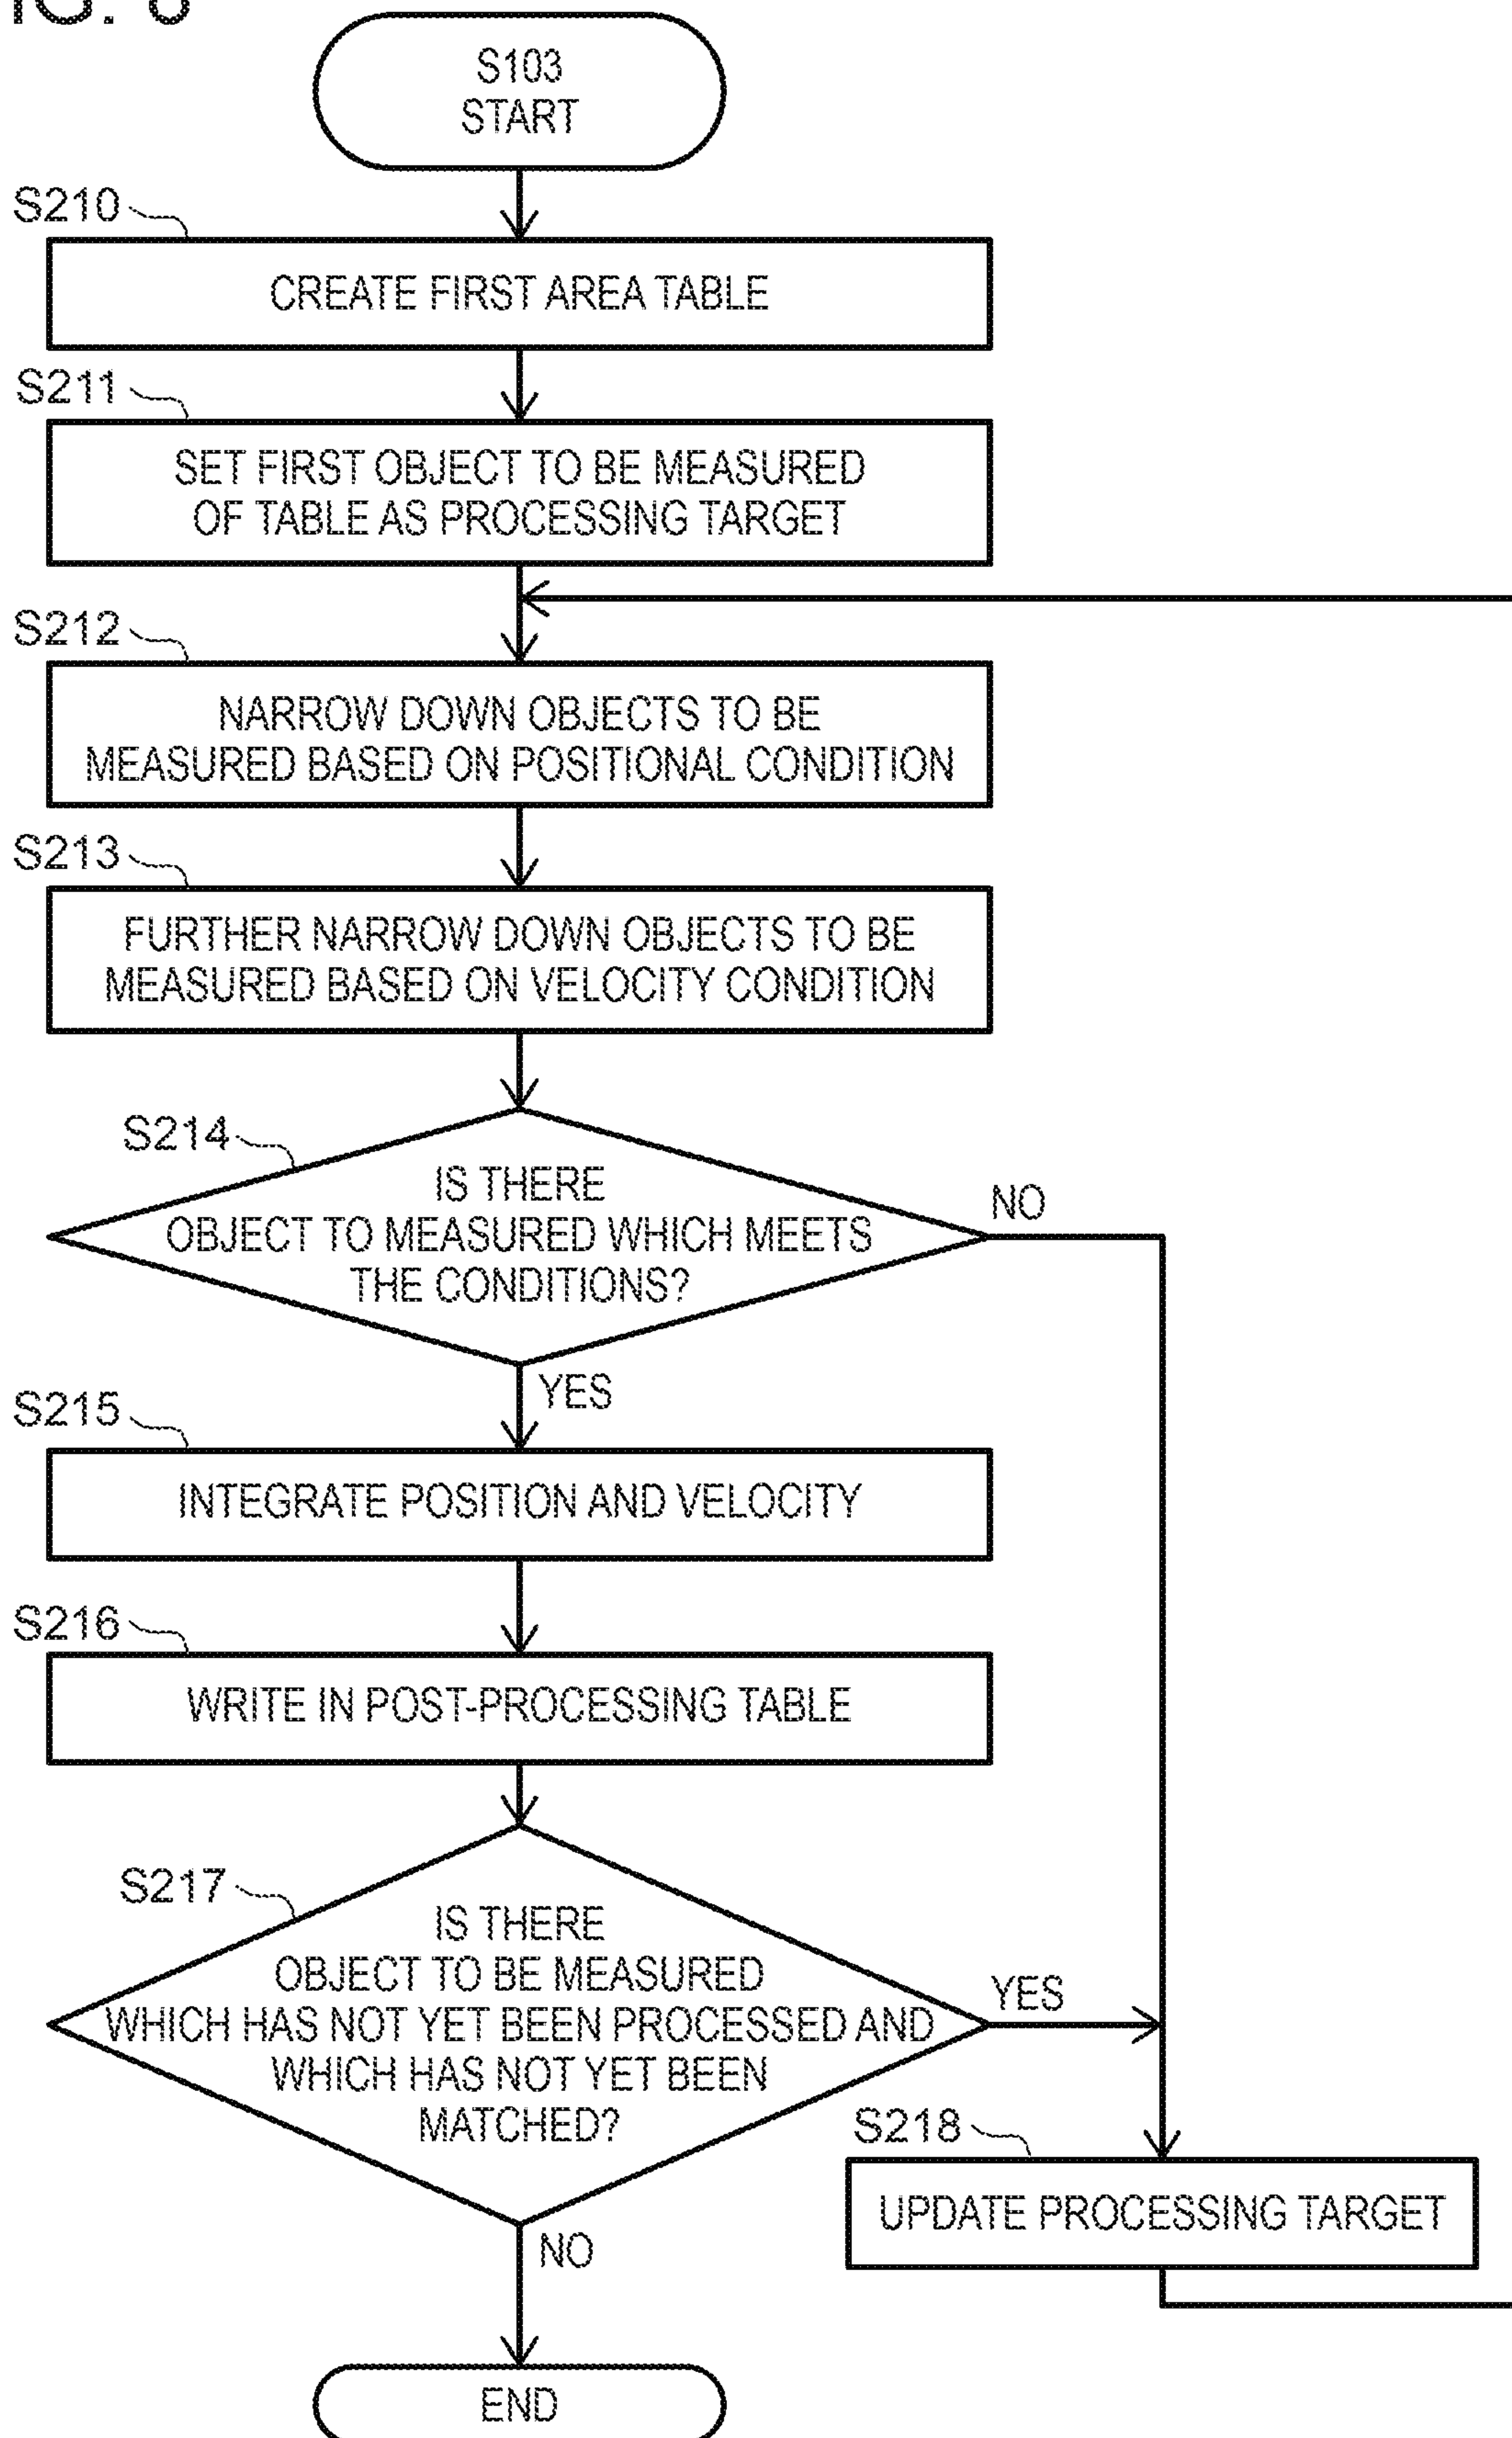 S103
START
S210
CREATE FIRST AREA TABLE
S211
SET FIRST OBJECT TO BE MEASURED
OF TABLE AS PROCESSING TARGET
S212
NARROW DOWN OBJECTS TO BE
MEASURED BASED ON POSITIONAL CONDITION
S213
FURTHER NARROW DOWN OBJECTS TO BE
MEASURED BASED ON VELOCITY CONDITION
S214
IS THERE
OBJECT TO MEASURED WHICH MEETS
THE CONDITIONS?
NO
YES
S215
INTEGRATE POSITION AND VELOCITY
S216
WRITE IN POST-PROCESSING TABLE
S217
IS THERE
OBJECT TO BE MEASURED
WHICH HAS NOT YET BEEN PROCESSED AND
WHICH HAS NOT YET BEEN
MATCHED?
YES
S218
UPDATE PROCESSING TARGET
NO
END